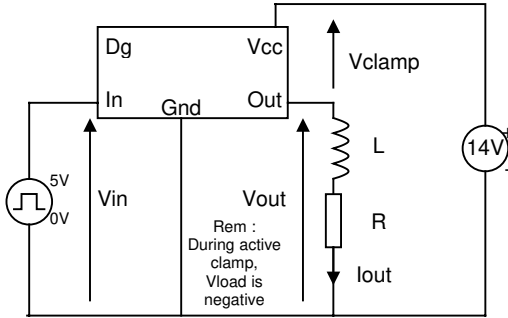 Dg
Vcc
In
Gnd
Out
Vclamp
L
14V
+
-
5V
0V
Vin
Vout
R
Rem :
During active
clamp,
Vload is
negative
Iout